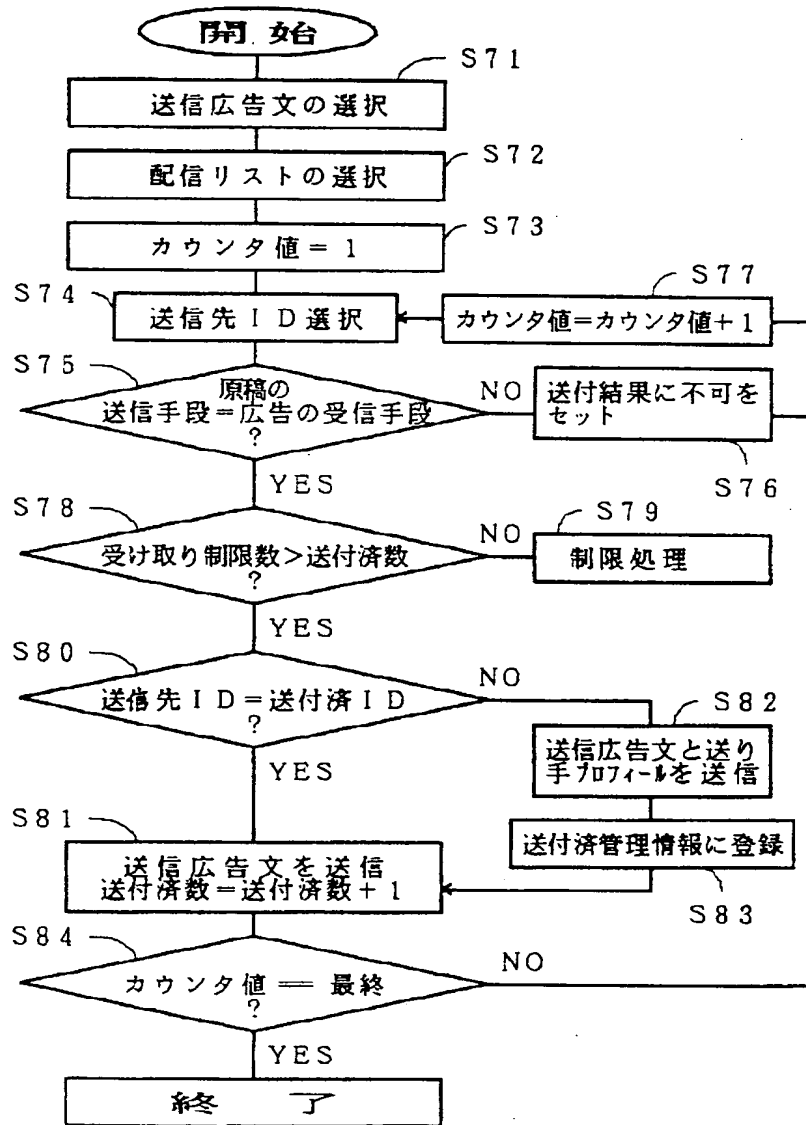 開始
S71
送信広告文の選択
S72
配信リストの選択
S73
カウンタ値=1
S74
送信先ID選択
S77
カウンタ値=カウンタ値+1
S75
原稿の
送信手段=広告の受信手段
?
NO
送付結果に不可を
セット
S76
YES
S78
受け取り制限数>送付済数
?
NO
S79
制限処理
YES
S80
送信先ID=送付済ID
?
NO
S82
送信広告文と送り
手プロフィールを送信
YES
送付済管理情報に登録
S83
S81
送信広告文を送信
送付済数=送付済数+1
S84
カウンタ値==最終
?
NO
YES
終了